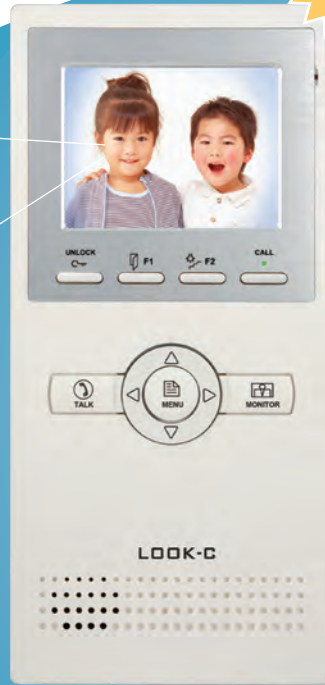 UNLOCK
F1
F2
CALL
TALK
MENU
MONITOR
LOOK-C